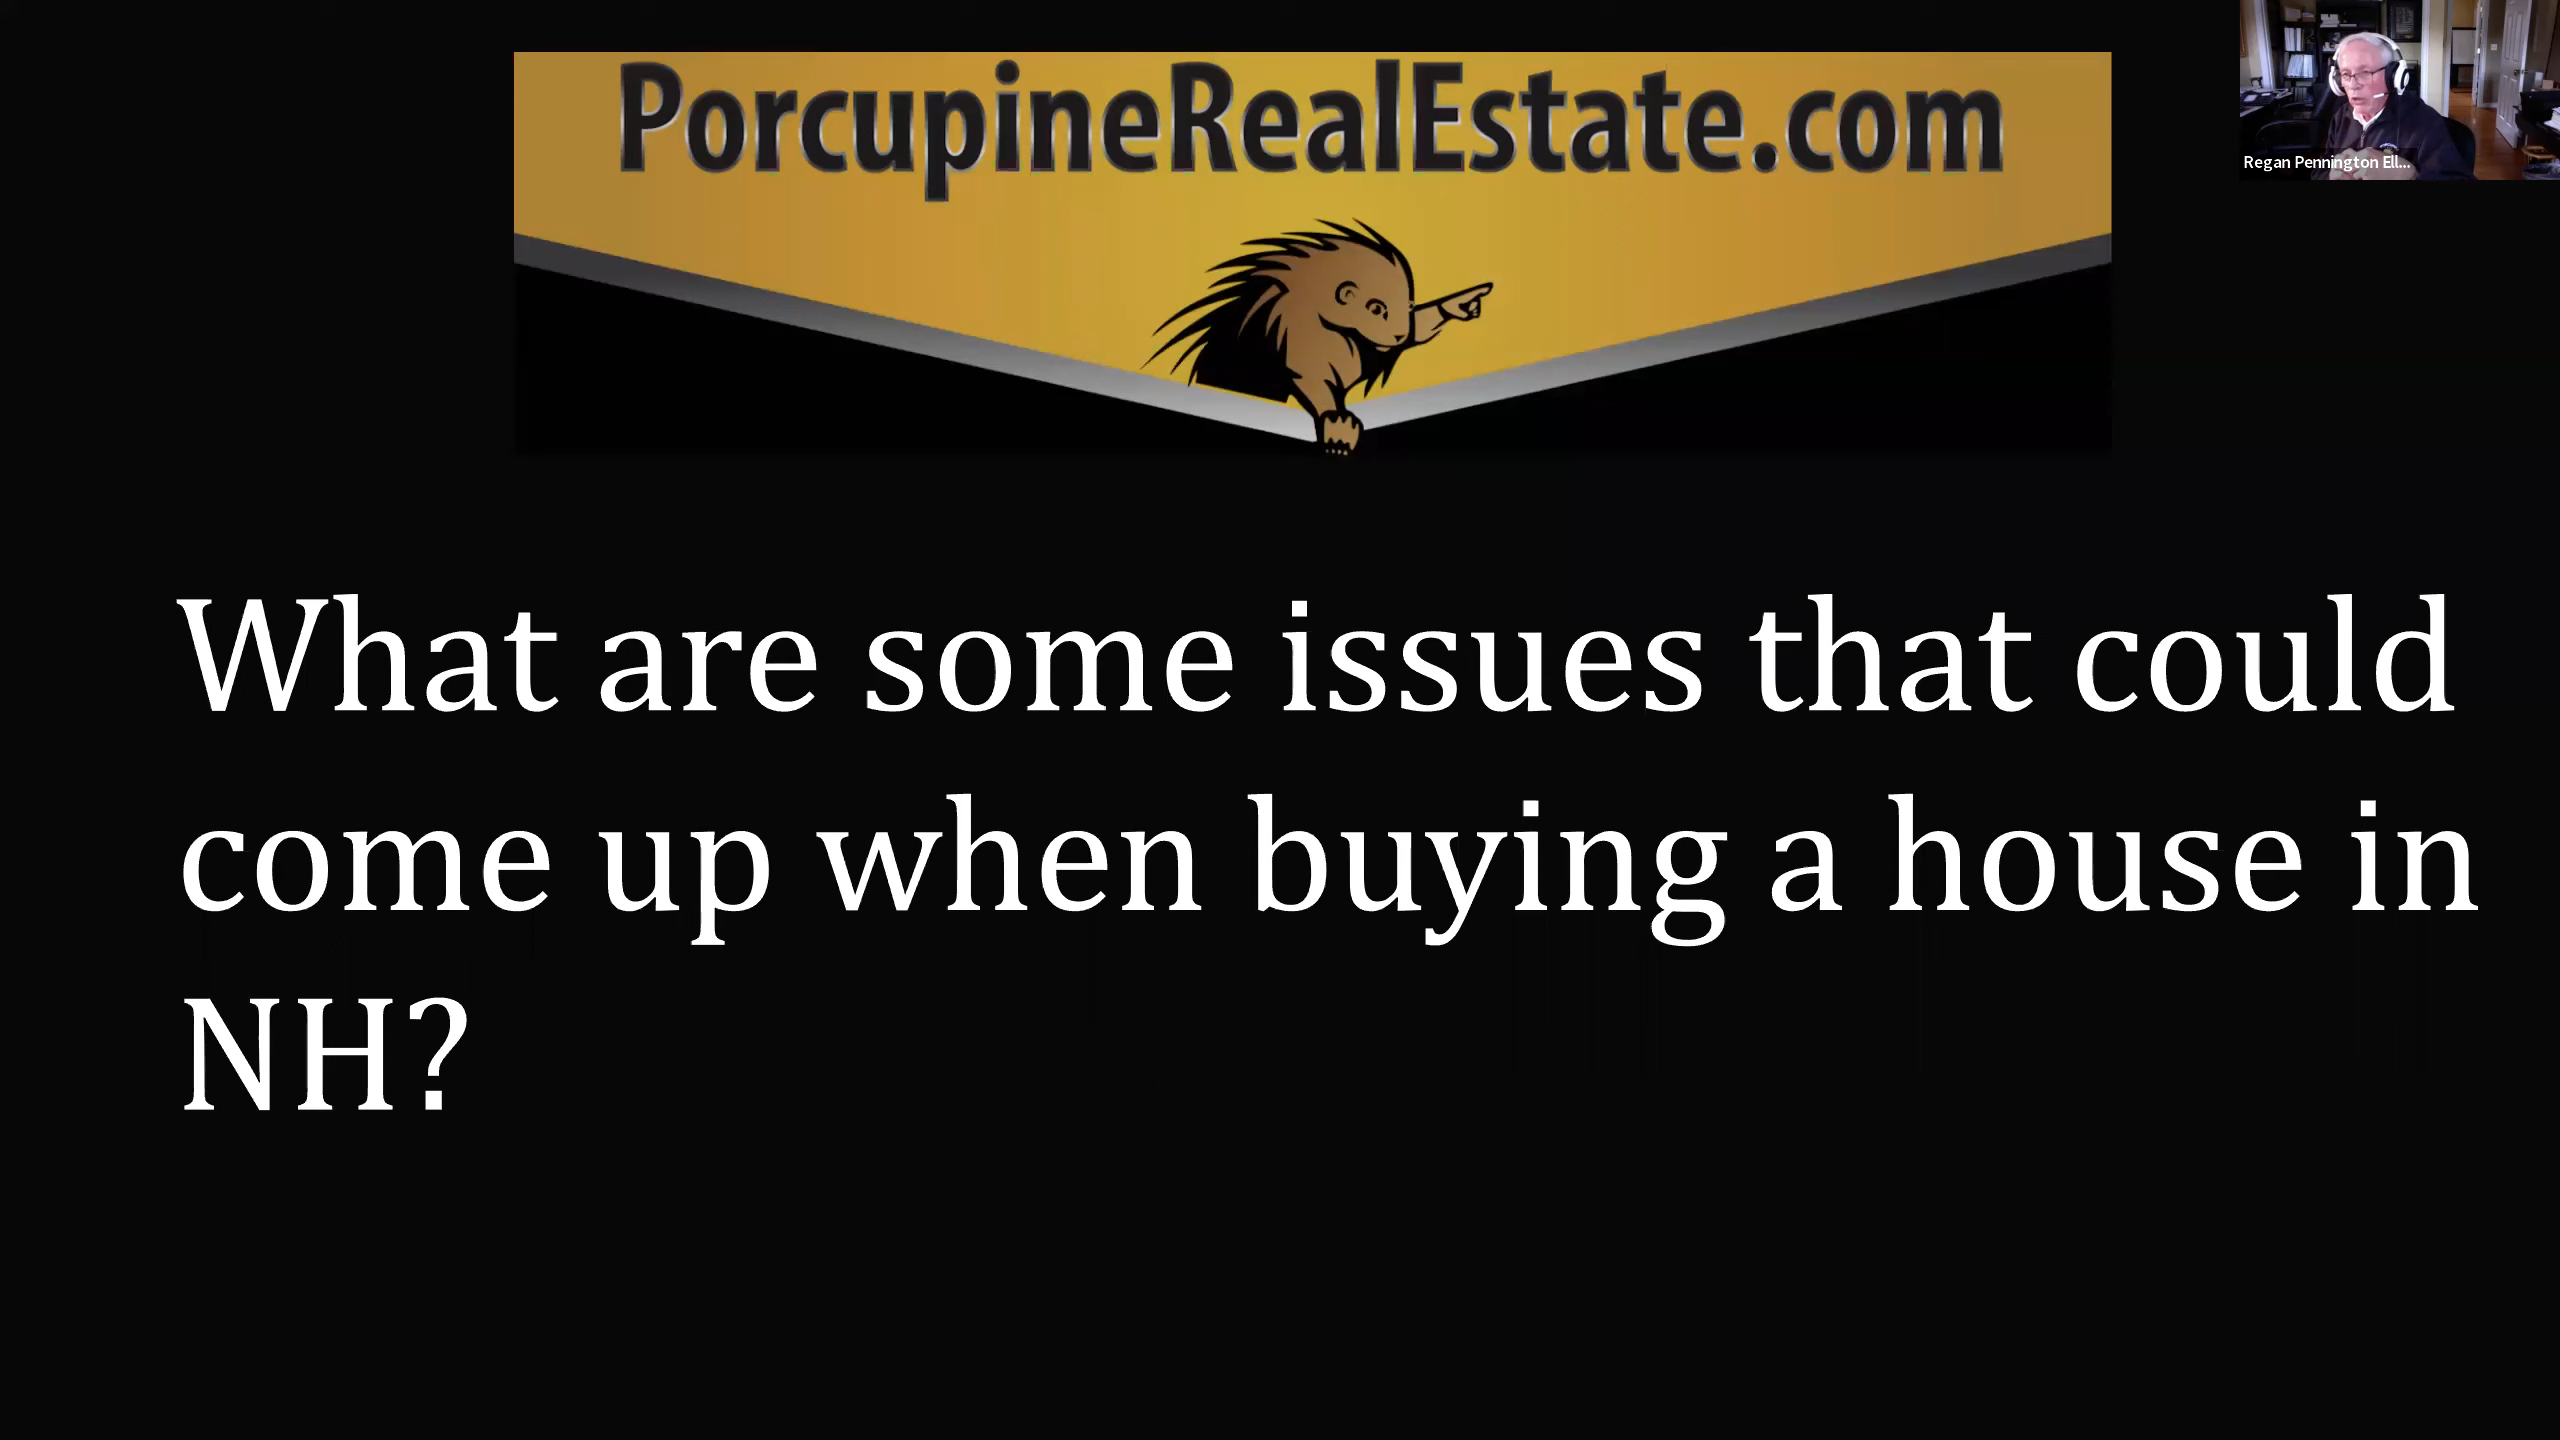 PorcupineRealEstate.com
Regan Pennington Ell...
What are some issues that could
come up when buying a house in
NH?